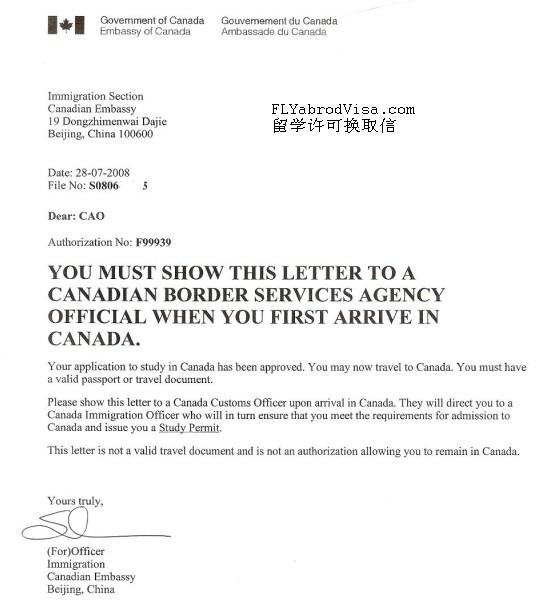 Government of Canada Gouvernement du Canada
Embassy of Canada Ambassade du Canada
Immigration Section
Canadian Embassy
19 Dongzhimenwai Dajie
Beijing, China 100600
FLYabrodVisa.com
留学许可换取信
Date: 28-07-2008
File No: S0806 5
Dear: CAO
Authorization No: F99939
YOU MUST SHOW THIS LETTER TO A
CANADIAN BORDER SERVICES AGENCY
OFFICIAL WHEN YOU FIRST ARRIVE IN
CANADA.
Your application to study in Canada has been approved. You may now travel to Canada. You must have
a valid passport or travel document.
Please show this letter to a Canada Customs Officer upon arrival in Canada. They will direct you to a
Canada Immigration Officer who will in turn ensure that you meet the requirements for admission to
Canada and issue you a Study Permit.
This letter is not a valid travel document and is not an authorization allowing you to remain in Canada.
Yours truly,
(For)Officer
Immigration
Canadian Embassy
Beijing, China